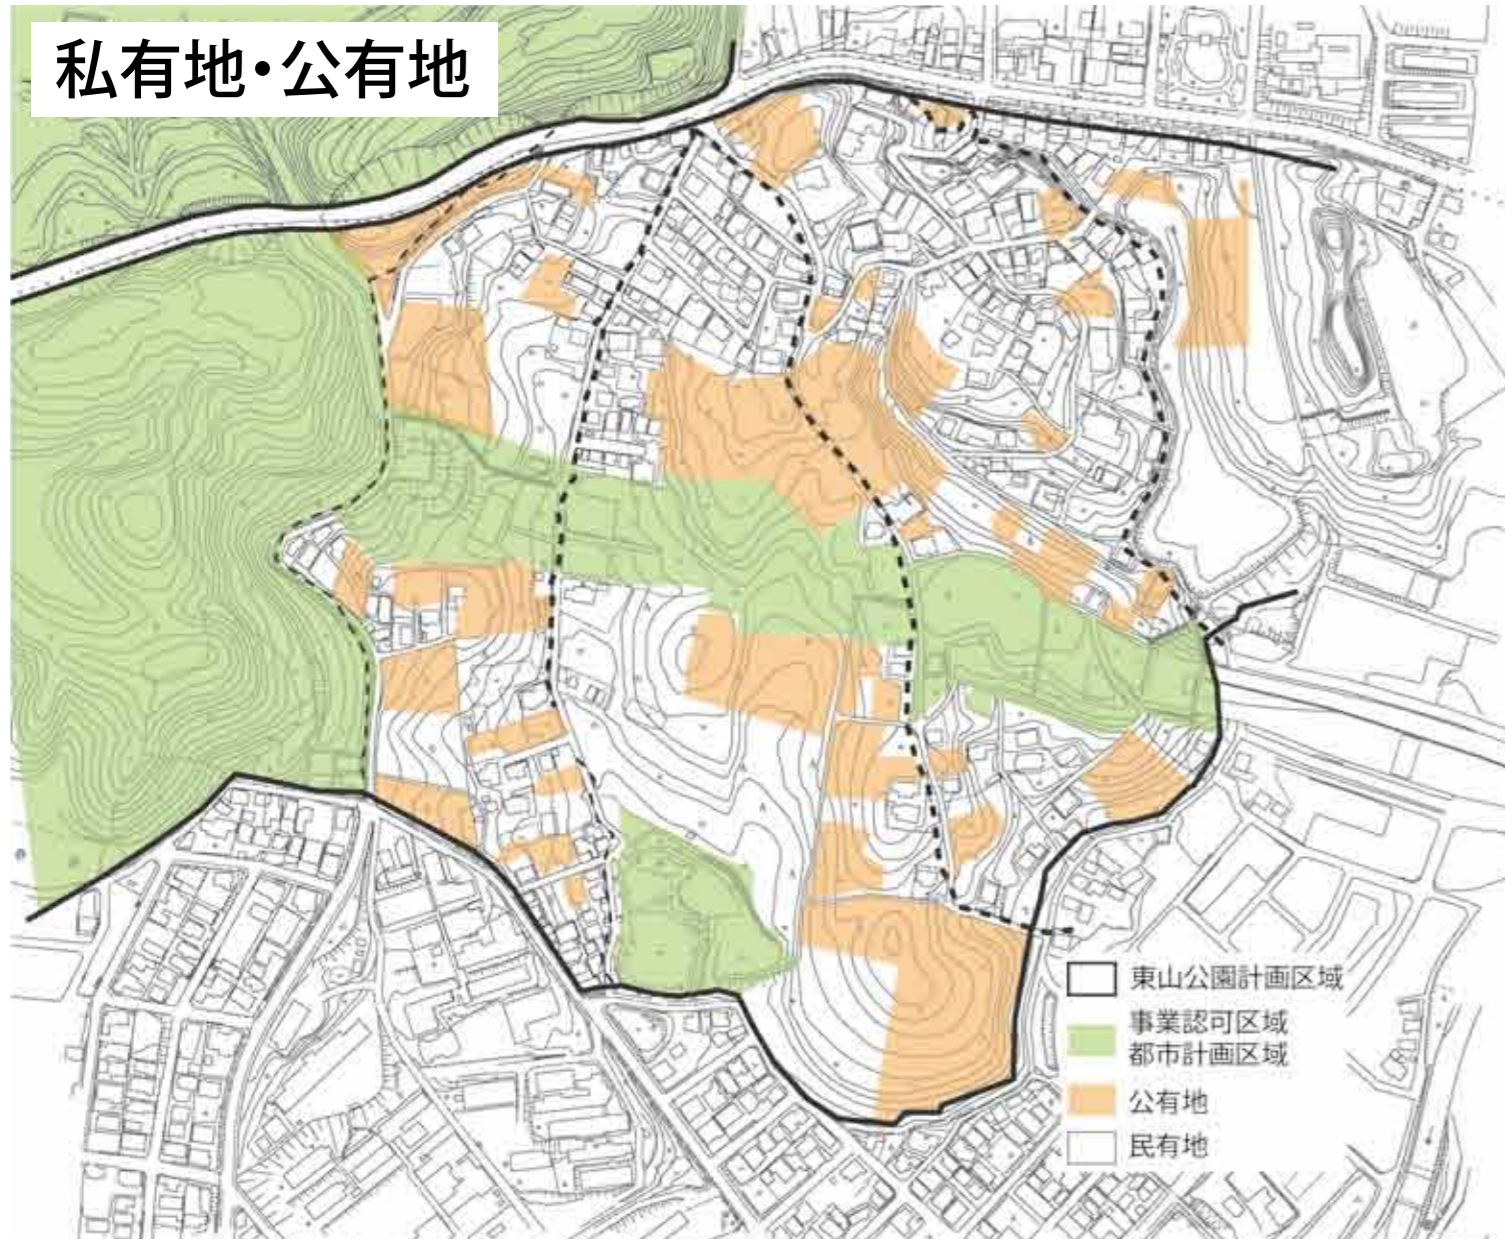 私有地・公有地
東山公園計画区域
事業認可区域
都市計画区域
公有地
民有地